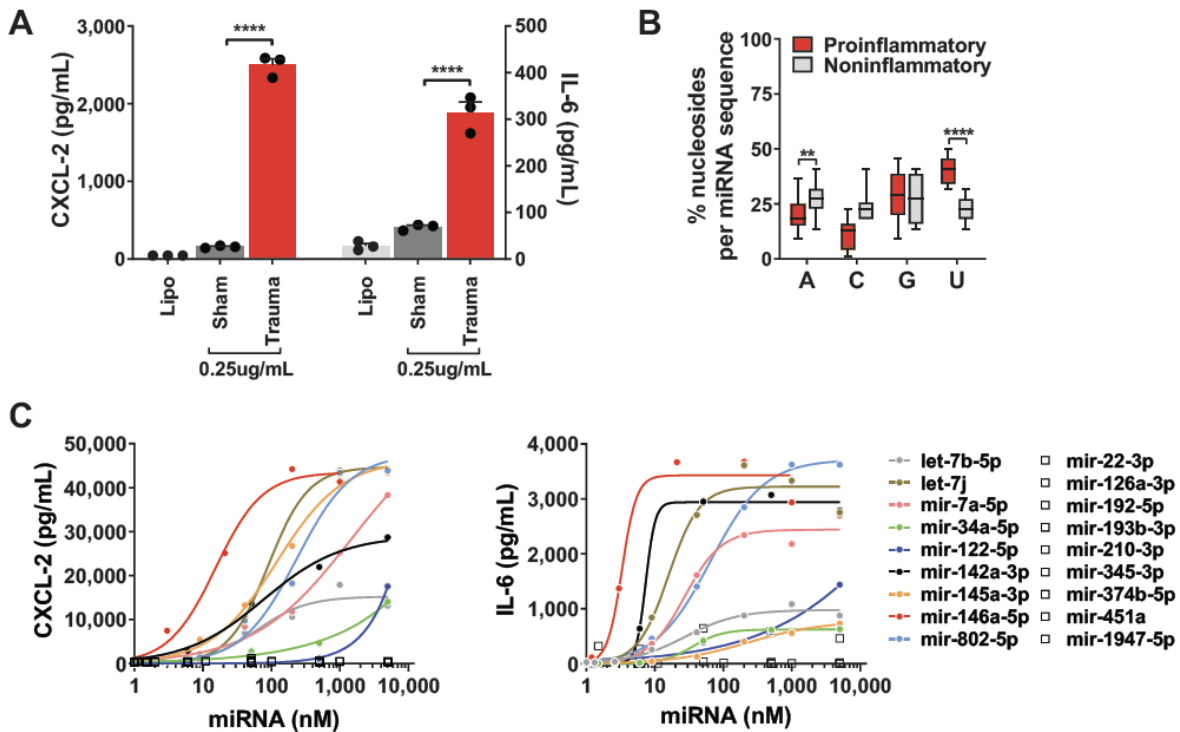 A
CXCL-2 (pg/mL)
3,000
2,000
1,000
0
****
****
500
400
300
200
100
0
IL-6 (pg/mL)
Lipo
Sham
Trauma
Lipo
Sham
Trauma
0.25ug/mL
0.25ug/mL
B
% nucleosides
per miRNA sequence
100
75
50
25
0
Proinflammatory
Noninflammatory
**
****
A C G U
C
CXCL-2 (pg/mL)
50,000
40,000
30,000
20,000
10,000
0
1 10 100 1,000 10,000
miRNA (nM)
IL-6 (pg/mL)
4,000
3,000
2,000
1,000
0
1 10 100 1,000 10,000
miRNA (nM)
let-7b-5p
let-7j
mir-7a-5p
mir-34a-5p
mir-122-5p
mir-142a-3p
mir-145a-3p
mir-146a-5p
mir-802-5p
mir-22-3p
mir-126a-3p
mir-192-5p
mir-193b-3p
mir-210-3p
mir-345-3p
mir-374b-5p
mir-451a
mir-1947-5p